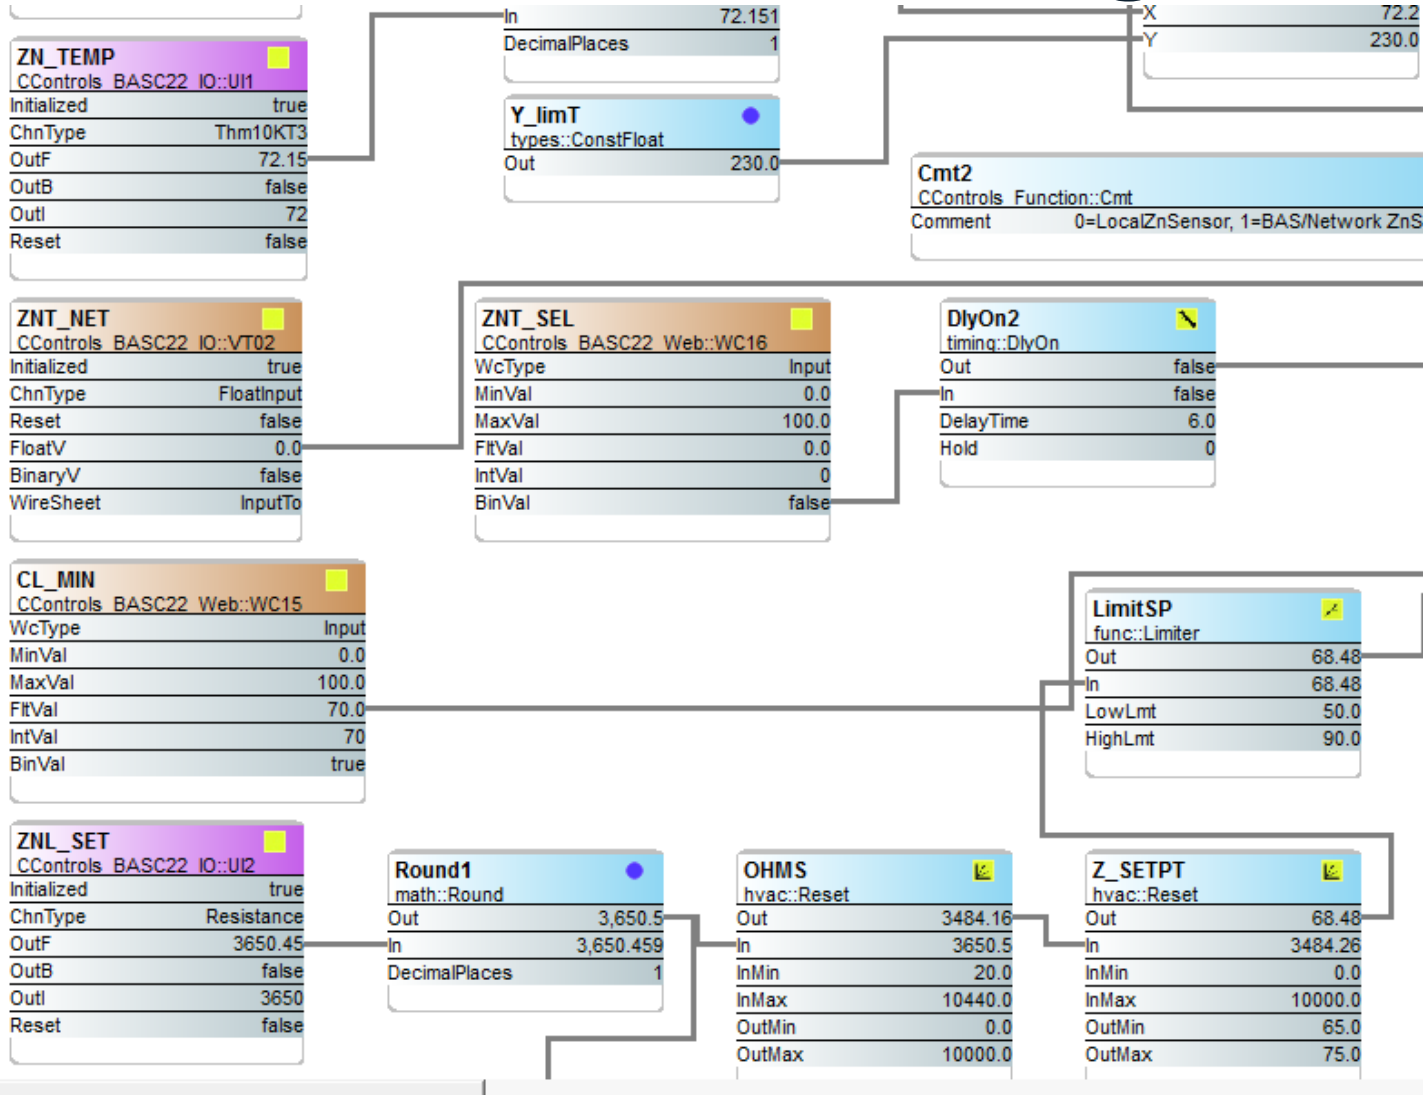 In 72.151
DecimalPlaces 1
X 72.2
Y 230.0
ZN_TEMP
CControls_BASC22_IO::UI1
Initialized true
ChnType Thm10KT3
OutF 72.15
OutB false
OutI 72
Reset false
Y_limT
types::ConstFloat
Out 230.0
Cmt2
CControls_Function::Cmt
Comment 0=LocalZnSensor, 1=BAS/Network ZnS
ZNT_NET
CControls_BASC22_IO::VT02
Initialized true
ChnType FloatInput
Reset false
FloatV 0.0
BinaryV false
WireSheet InputTo
ZNT_SEL
CControls_BASC22_Web::WC16
WcType Input
MinVal 0.0
MaxVal 100.0
FltVal 0.0
IntVal 0
BinVal false
DlyOn2
timing::DlyOn
Out false
In false
DelayTime 6.0
Hold 0
CL_MIN
CControls_BASC22_Web::WC15
WcType Input
MinVal 0.0
MaxVal 100.0
FltVal 70.0
IntVal 70
BinVal true
LimitSP
func::Limiter
Out 68.48
In 68.48
LowLmt 50.0
HighLmt 90.0
ZNL_SET
CControls_BASC22_IO::UI2
Initialized true
ChnType Resistance
OutF 3650.45
OutB false
OutI 3650
Reset false
Round1
math::Round
Out 3,650.5
In 3,650.459
DecimalPlaces 1
OHMS
hvac::Reset
Out 3484.16
In 3650.5
InMin 20.0
InMax 10440.0
OutMin 0.0
OutMax 10000.0
Z_SETPT
hvac::Reset
Out 68.48
In 3484.26
InMin 0.0
InMax 10000.0
OutMin 65.0
OutMax 75.0